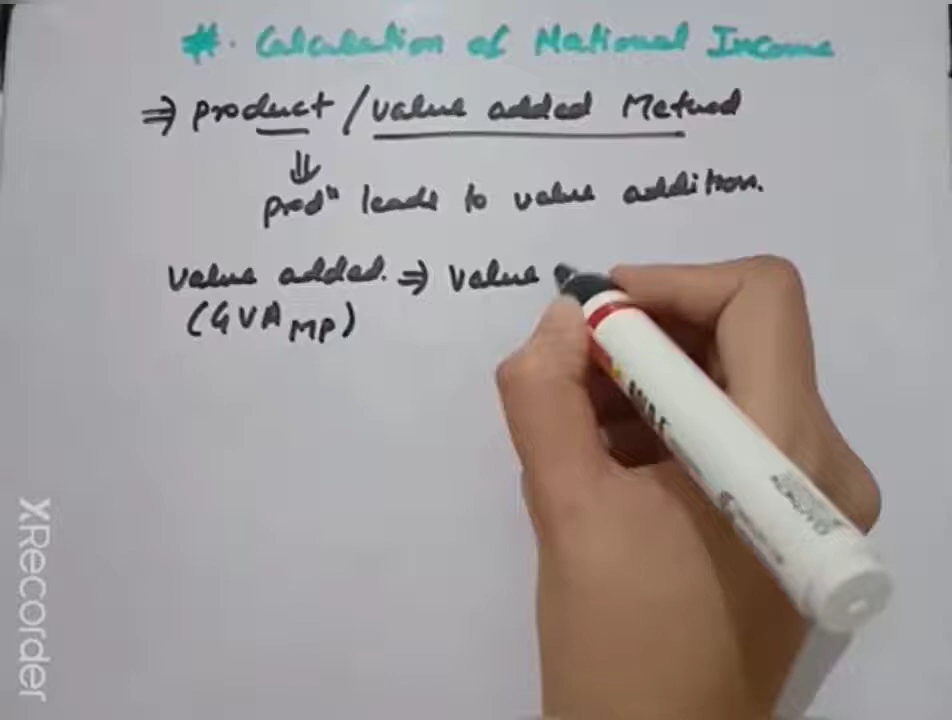 #. Calculation of National Income
⇒ product / value added Method
⇓
prodⁿ leads to value addition.
value added. ⇒ value
(GVA MP)
XRecorder